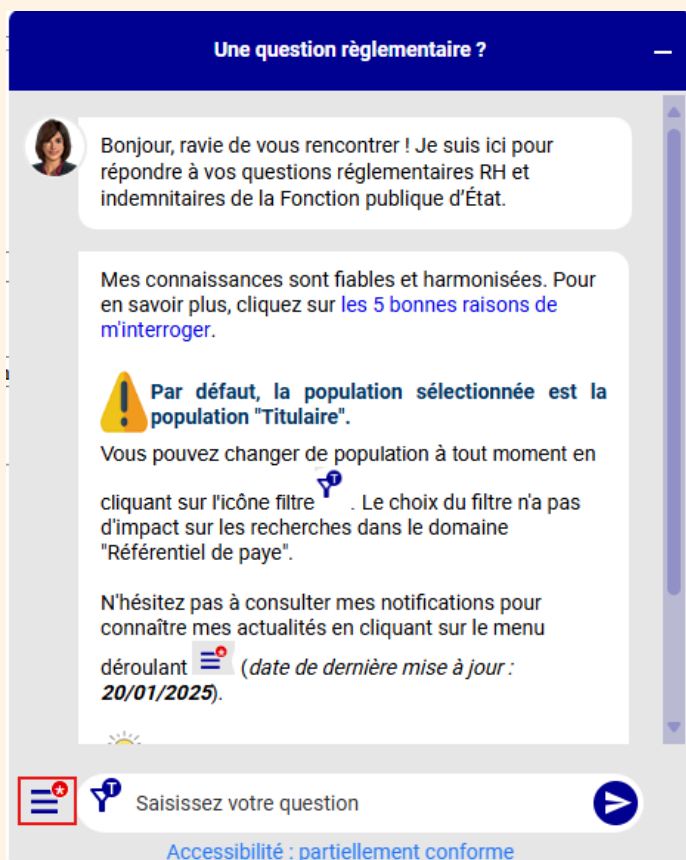 Une question règlementaire ?
Bonjour, ravie de vous rencontrer ! Je suis ici pour
répondre à vos questions réglementaires RH et
indemnitaires de la Fonction publique d'État.
Mes connaissances sont fiables et harmonisées. Pour
en savoir plus, cliquez sur les 5 bonnes raisons de
m'interroger.
Par défaut, la population sélectionnée est la
population "Titulaire".
Vous pouvez changer de population à tout moment en
cliquant sur l'icône filtre T . Le choix du filtre n'a pas
d'impact sur les recherches dans le domaine
"Référentiel de paye".
N'hésitez pas à consulter mes notifications pour
connaître mes actualités en cliquant sur le menu
déroulant (date de dernière mise à jour :
20/01/2025).
T Saisissez votre question
Accessibilité : partiellement conforme